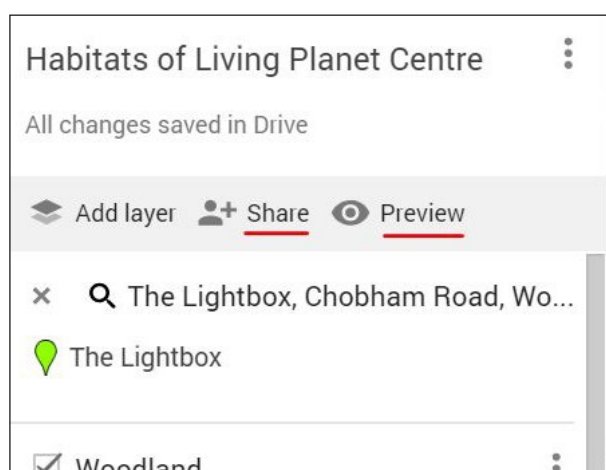 Habitats of Living Planet Centre
All changes saved in Drive
Add layer Share Preview
The Lightbox, Chobham Road, Wo...
The Lightbox
Woodland